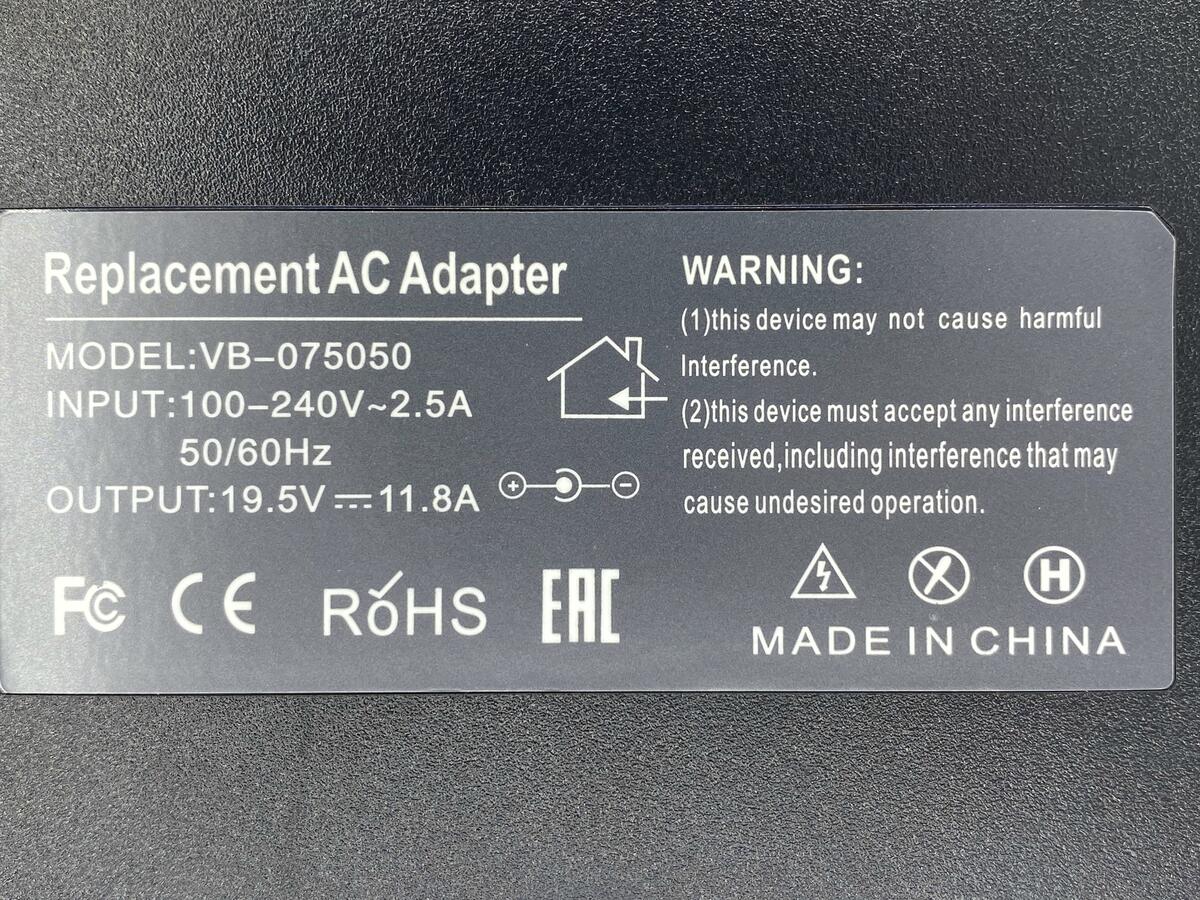 Replacement AC Adapter
MODEL:VB-075050
INPUT:100-240V~2.5A
50/60Hz
OUTPUT:19.5V⎓11.8A
FC CE RoHS EAC
WARNING:
(1)this device may not cause harmful
Interference.
(2)this device must accept any interference
received,including interference that may
cause undesired operation.
H
MADE IN CHINA